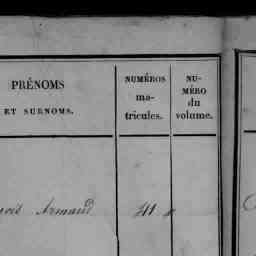 PRÉNOMS
ET SURNOMS.
NUMÉROS
ma-
tricules.
NU-
MÉRO
du
volume.
Armand